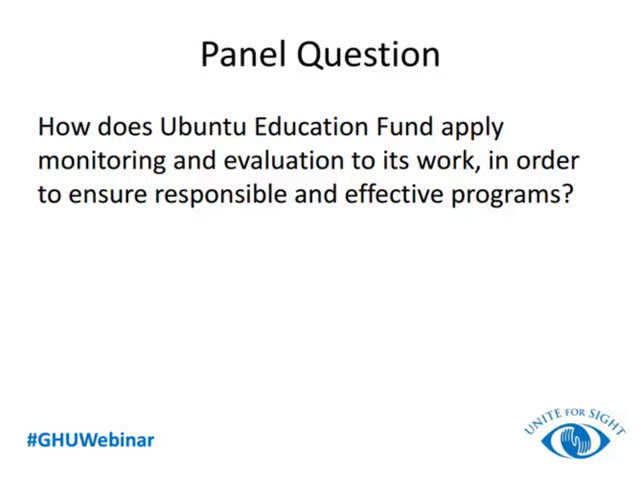 Panel Question
How does Ubuntu Education Fund apply
monitoring and evaluation to its work, in order
to ensure responsible and effective programs?
#GHUWebinar
UNITE FOR SIGHT